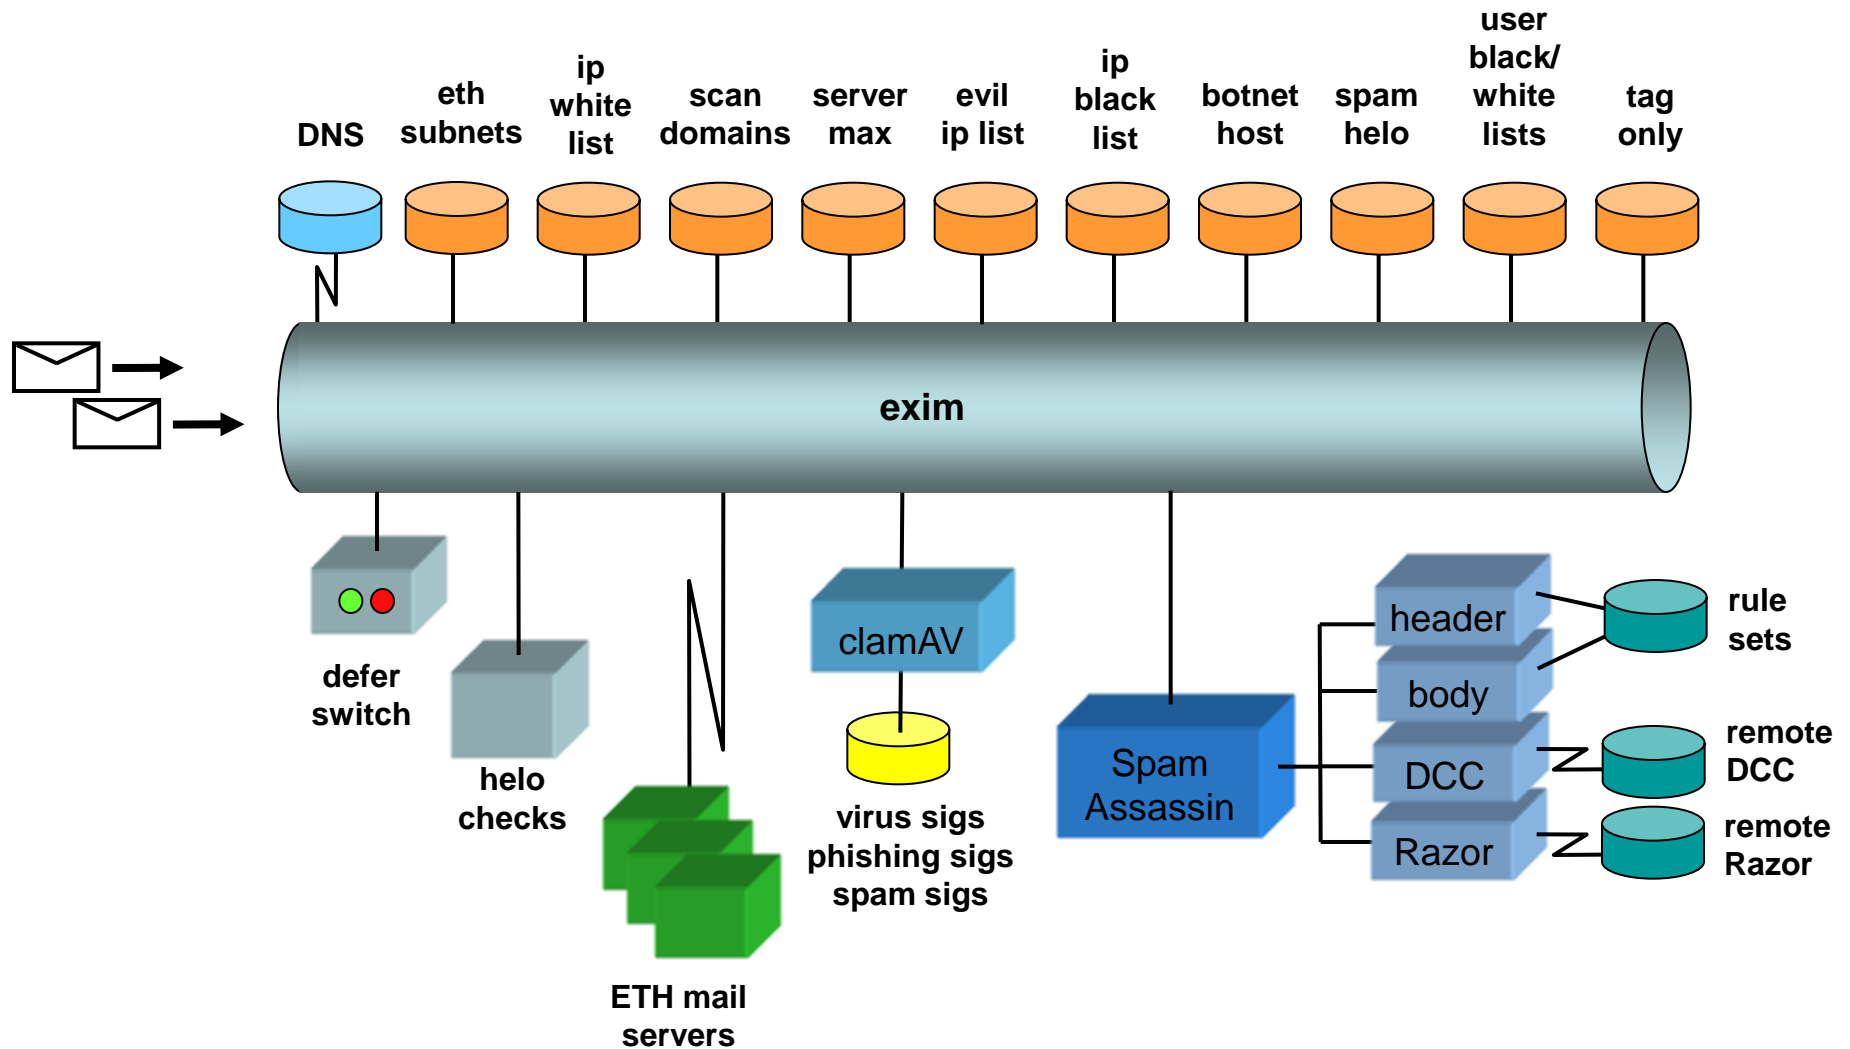 DNS
eth
subnets
ip
white
list
scan
domains
server
max
evil
ip list
ip
black
list
botnet
host
spam
helo
user
black/
white
lists
tag
only
exim
defer
switch
helo
checks
ETH mail
servers
clamAV
virus sigs
phishing sigs
spam sigs
Spam
Assassin
header
body
DCC
Razor
rule
sets
remote
DCC
remote
Razor